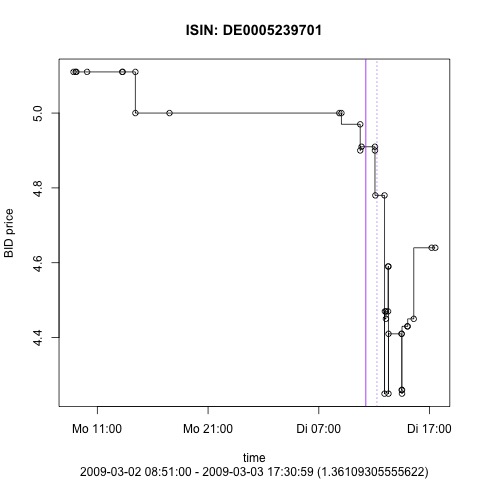 ISIN: DE0005239701
BID price
5.0
4.8
4.6
4.4
Mo 11:00 Mo 21:00 Di 07:00 Di 17:00
time
2009-03-02 08:51:00 - 2009-03-03 17:30:59 (1.36109305555622)